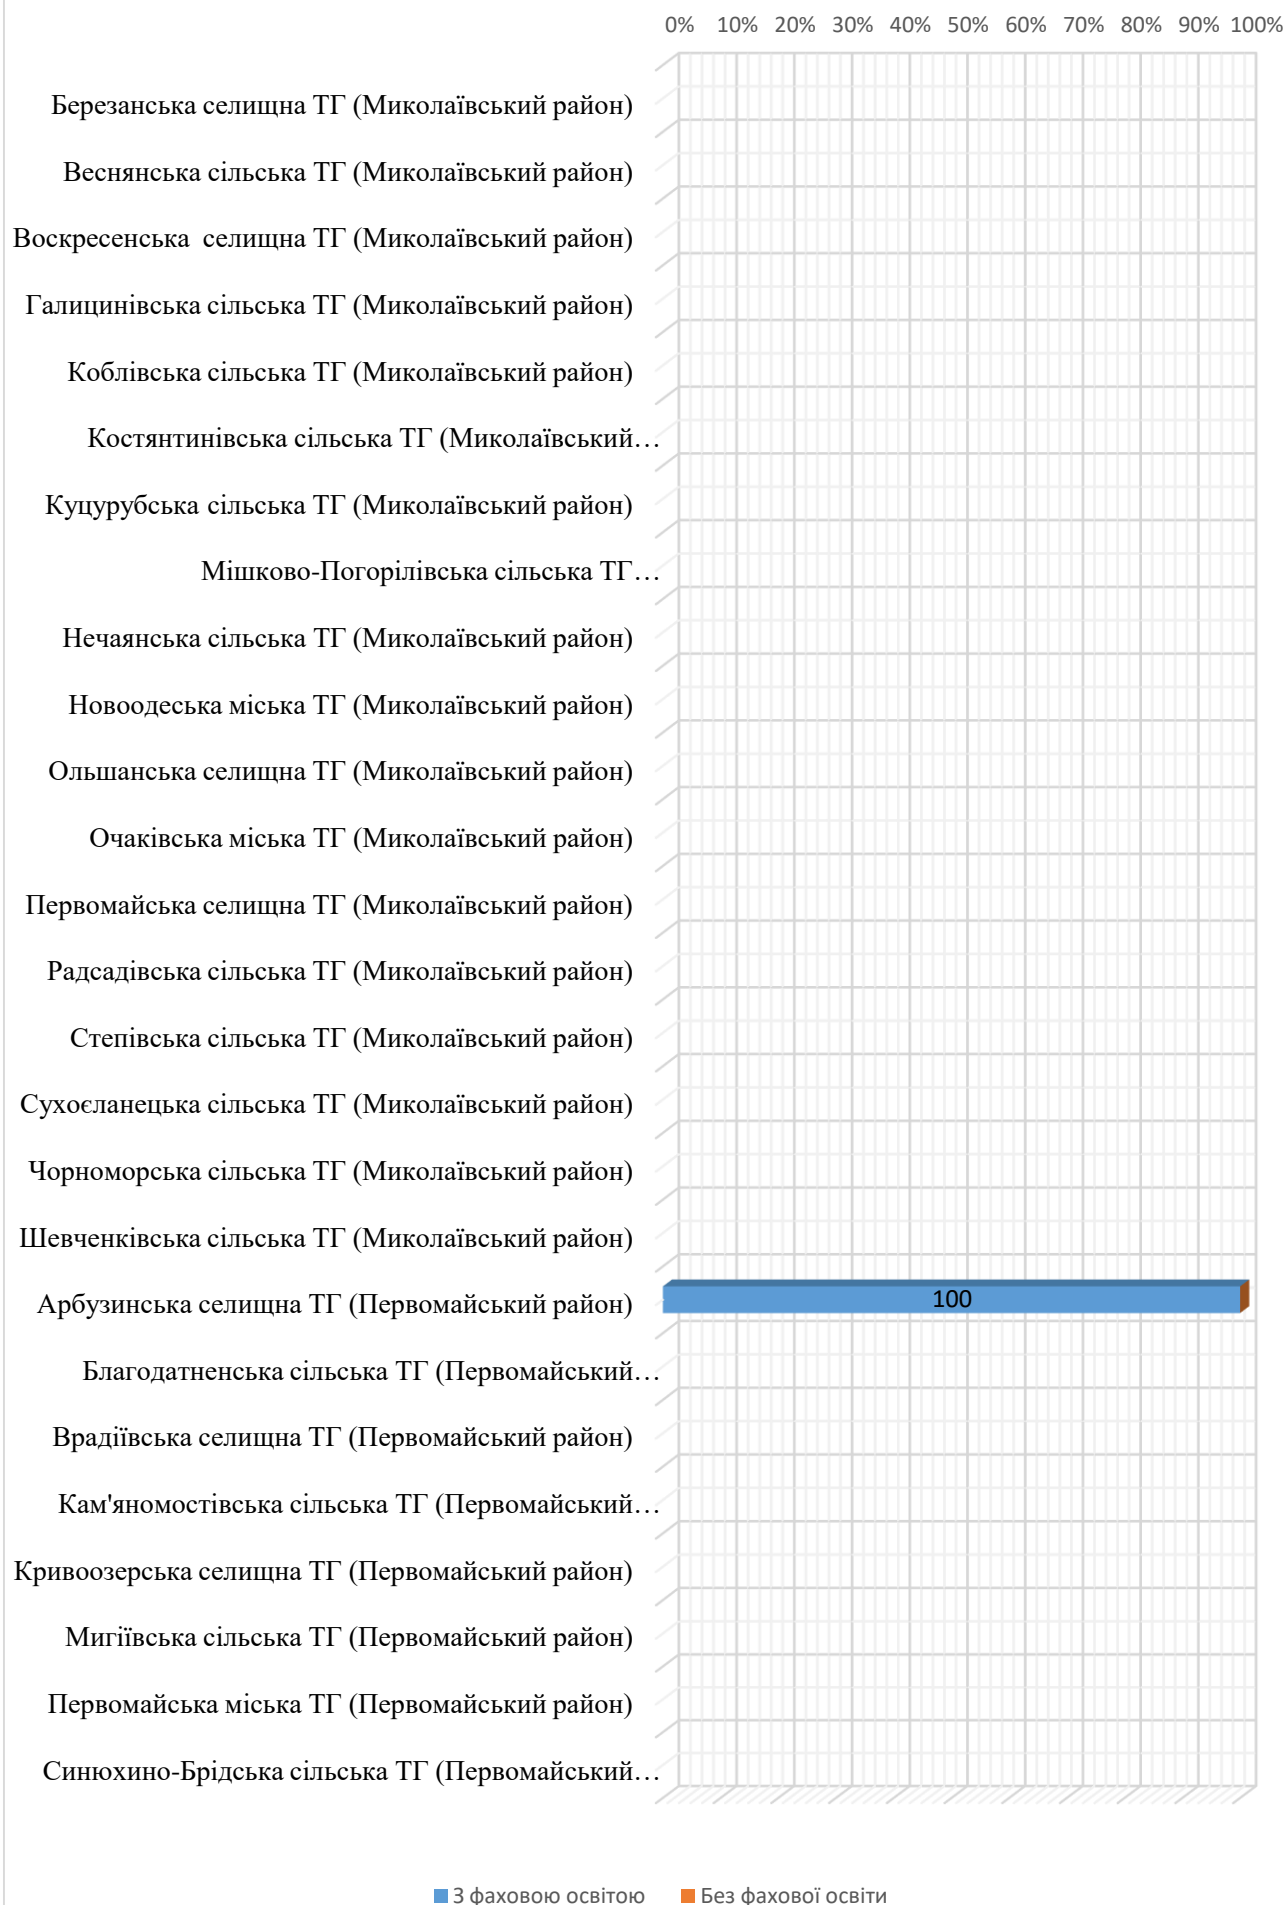 0% 10% 20% 30% 40% 50% 60% 70% 80% 90% 100%
Березанська селищна ТГ (Миколаївський район)
Веснянська сільська ТГ (Миколаївський район)
Воскресенська селищна ТГ (Миколаївський район)
Галицинівська сільська ТГ (Миколаївський район)
Коблівська сільська ТГ (Миколаївський район)
Костянтинівська сільська ТГ (Миколаївський…
Куцурубська сільська ТГ (Миколаївський район)
Мішково-Погорілівська сільська ТГ…
Нечаянська сільська ТГ (Миколаївський район)
Новоодеська міська ТГ (Миколаївський район)
Ольшанська селищна ТГ (Миколаївський район)
Очаківська міська ТГ (Миколаївський район)
Первомайська селищна ТГ (Миколаївський район)
Радсадівська сільська ТГ (Миколаївський район)
Степівська сільська ТГ (Миколаївський район)
Сухоєланецька сільська ТГ (Миколаївський район)
Чорноморська сільська ТГ (Миколаївський район)
Шевченківська сільська ТГ (Миколаївський район)
Арбузинська селищна ТГ (Первомайський район) 100
Благодатненська сільська ТГ (Первомайський…
Врадіївська селищна ТГ (Первомайський район)
Кам'яномостівська сільська ТГ (Первомайський…
Кривоозерська селищна ТГ (Первомайський район)
Мигіївська сільська ТГ (Первомайський район)
Первомайська міська ТГ (Первомайський район)
Синюхино-Брідська сільська ТГ (Первомайський…
З фаховою освітою Без фахової освіти